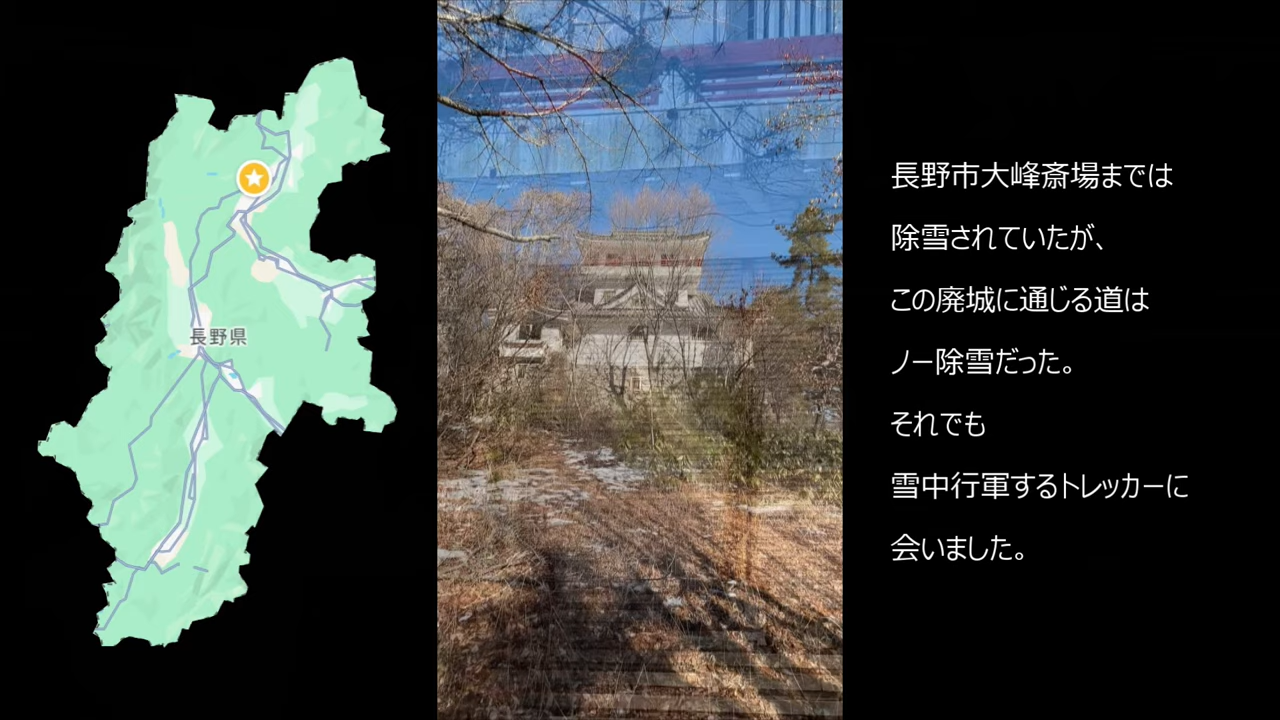 長野県
長野市大峰斎場までは
除雪されていたが、
この廃城に通じる道は
ノー除雪だった。
それでも
雪中行軍するトレッカーに
会いました。